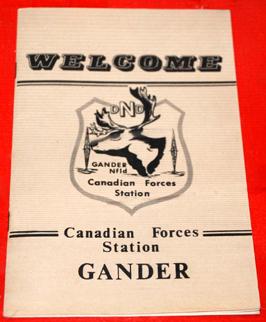 WELCOME
DND
GANDER
Nfld
Canadian Forces
Station
Canadian Forces
Station
GANDER